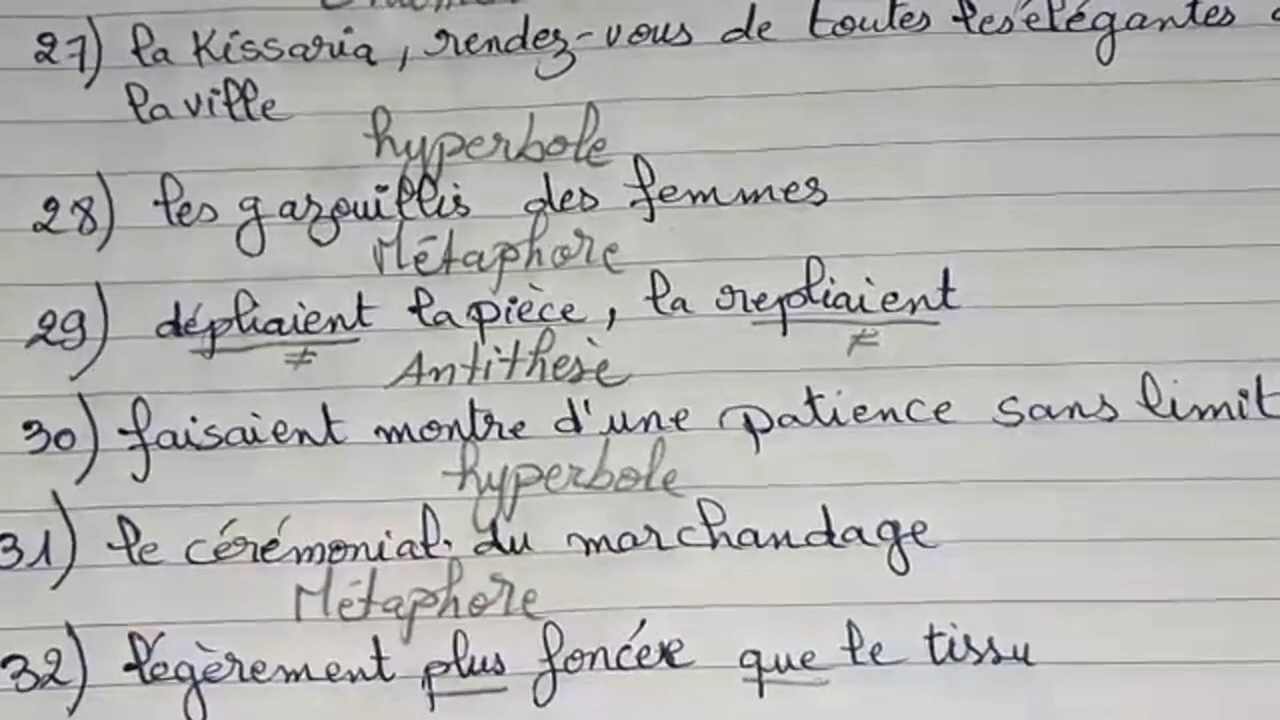 27) la Kissaria, rendez-vous de toutes les élégantes
la ville
hyperbole
28) les gazouillis des femmes
Métaphore
29) dépliaient la pièce, la repliaient
≠ Antithèse ≠
30) faisaient montre d'une patience sans limit
hyperbole
31) le cérémonial du marchandage
Métaphore
32) légèrement plus foncée que le tissu